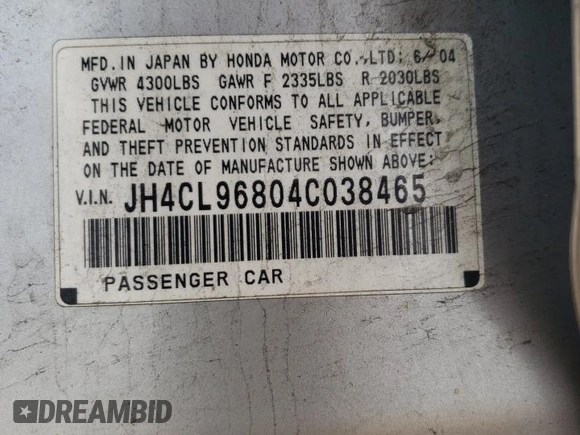 MFD. IN JAPAN BY HONDA MOTOR CO., LTD: 6/04
GVWR 4300LBS GAWR F 2335LBS R 2030LBS
THIS VEHICLE CONFORMS TO ALL APPLICABLE
FEDERAL MOTOR VEHICLE SAFETY, BUMPER,
AND THEFT PREVENTION STANDARDS IN EFFECT
ON THE DATE OF MANUFACTURE SHOWN ABOVE:
V.I.N. JH4CL96804C038465
PASSENGER CAR
DREAMBID